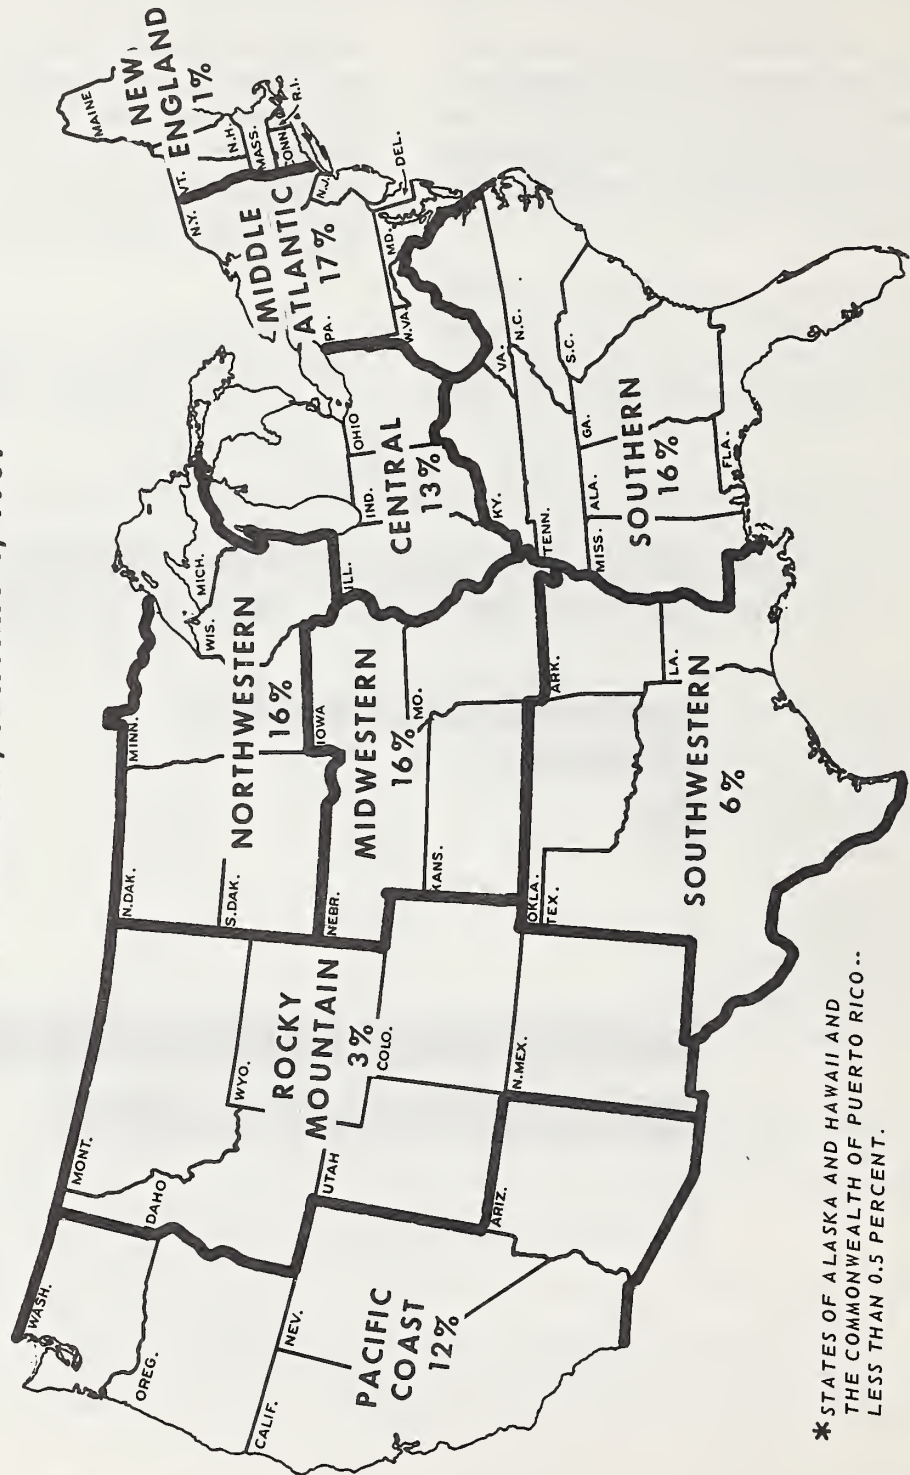 MAINE
NEW
ENGLAND
1%
VT.
N.H.
MASS.
CONN.
R.I.
N.Y.
MIDDLE
ATLANTIC
17%
N.J.
PA.
MD.
DEL.
W.VA.
WASH.
OREG.
CALIF.
NEV.
PACIFIC
COAST
12%
MONT.
IDAHO
WYO.
ROCKY
MOUNTAIN
3%
UTAH
COLO.
ARIZ.
N.MEX.
N.DAK.
MINN.
S.DAK.
NORTHWESTERN
16%
WIS.
MICH.
NEBR.
IOWA
MIDWESTERN
16%
KANS.
MO.
ILL.
IND.
OHIO
CENTRAL
13%
KY.
VA.
TENN.
N.C.
S.C.
MISS.
ALA.
GA.
SOUTHERN
16%
FLA.
OKLA.
TEX.
ARK.
LA.
SOUTHWESTERN
6%
*STATES OF ALASKA AND HAWAII AND
THE COMMONWEALTH OF PUERTO RICO--
LESS THAN 0.5 PERCENT.